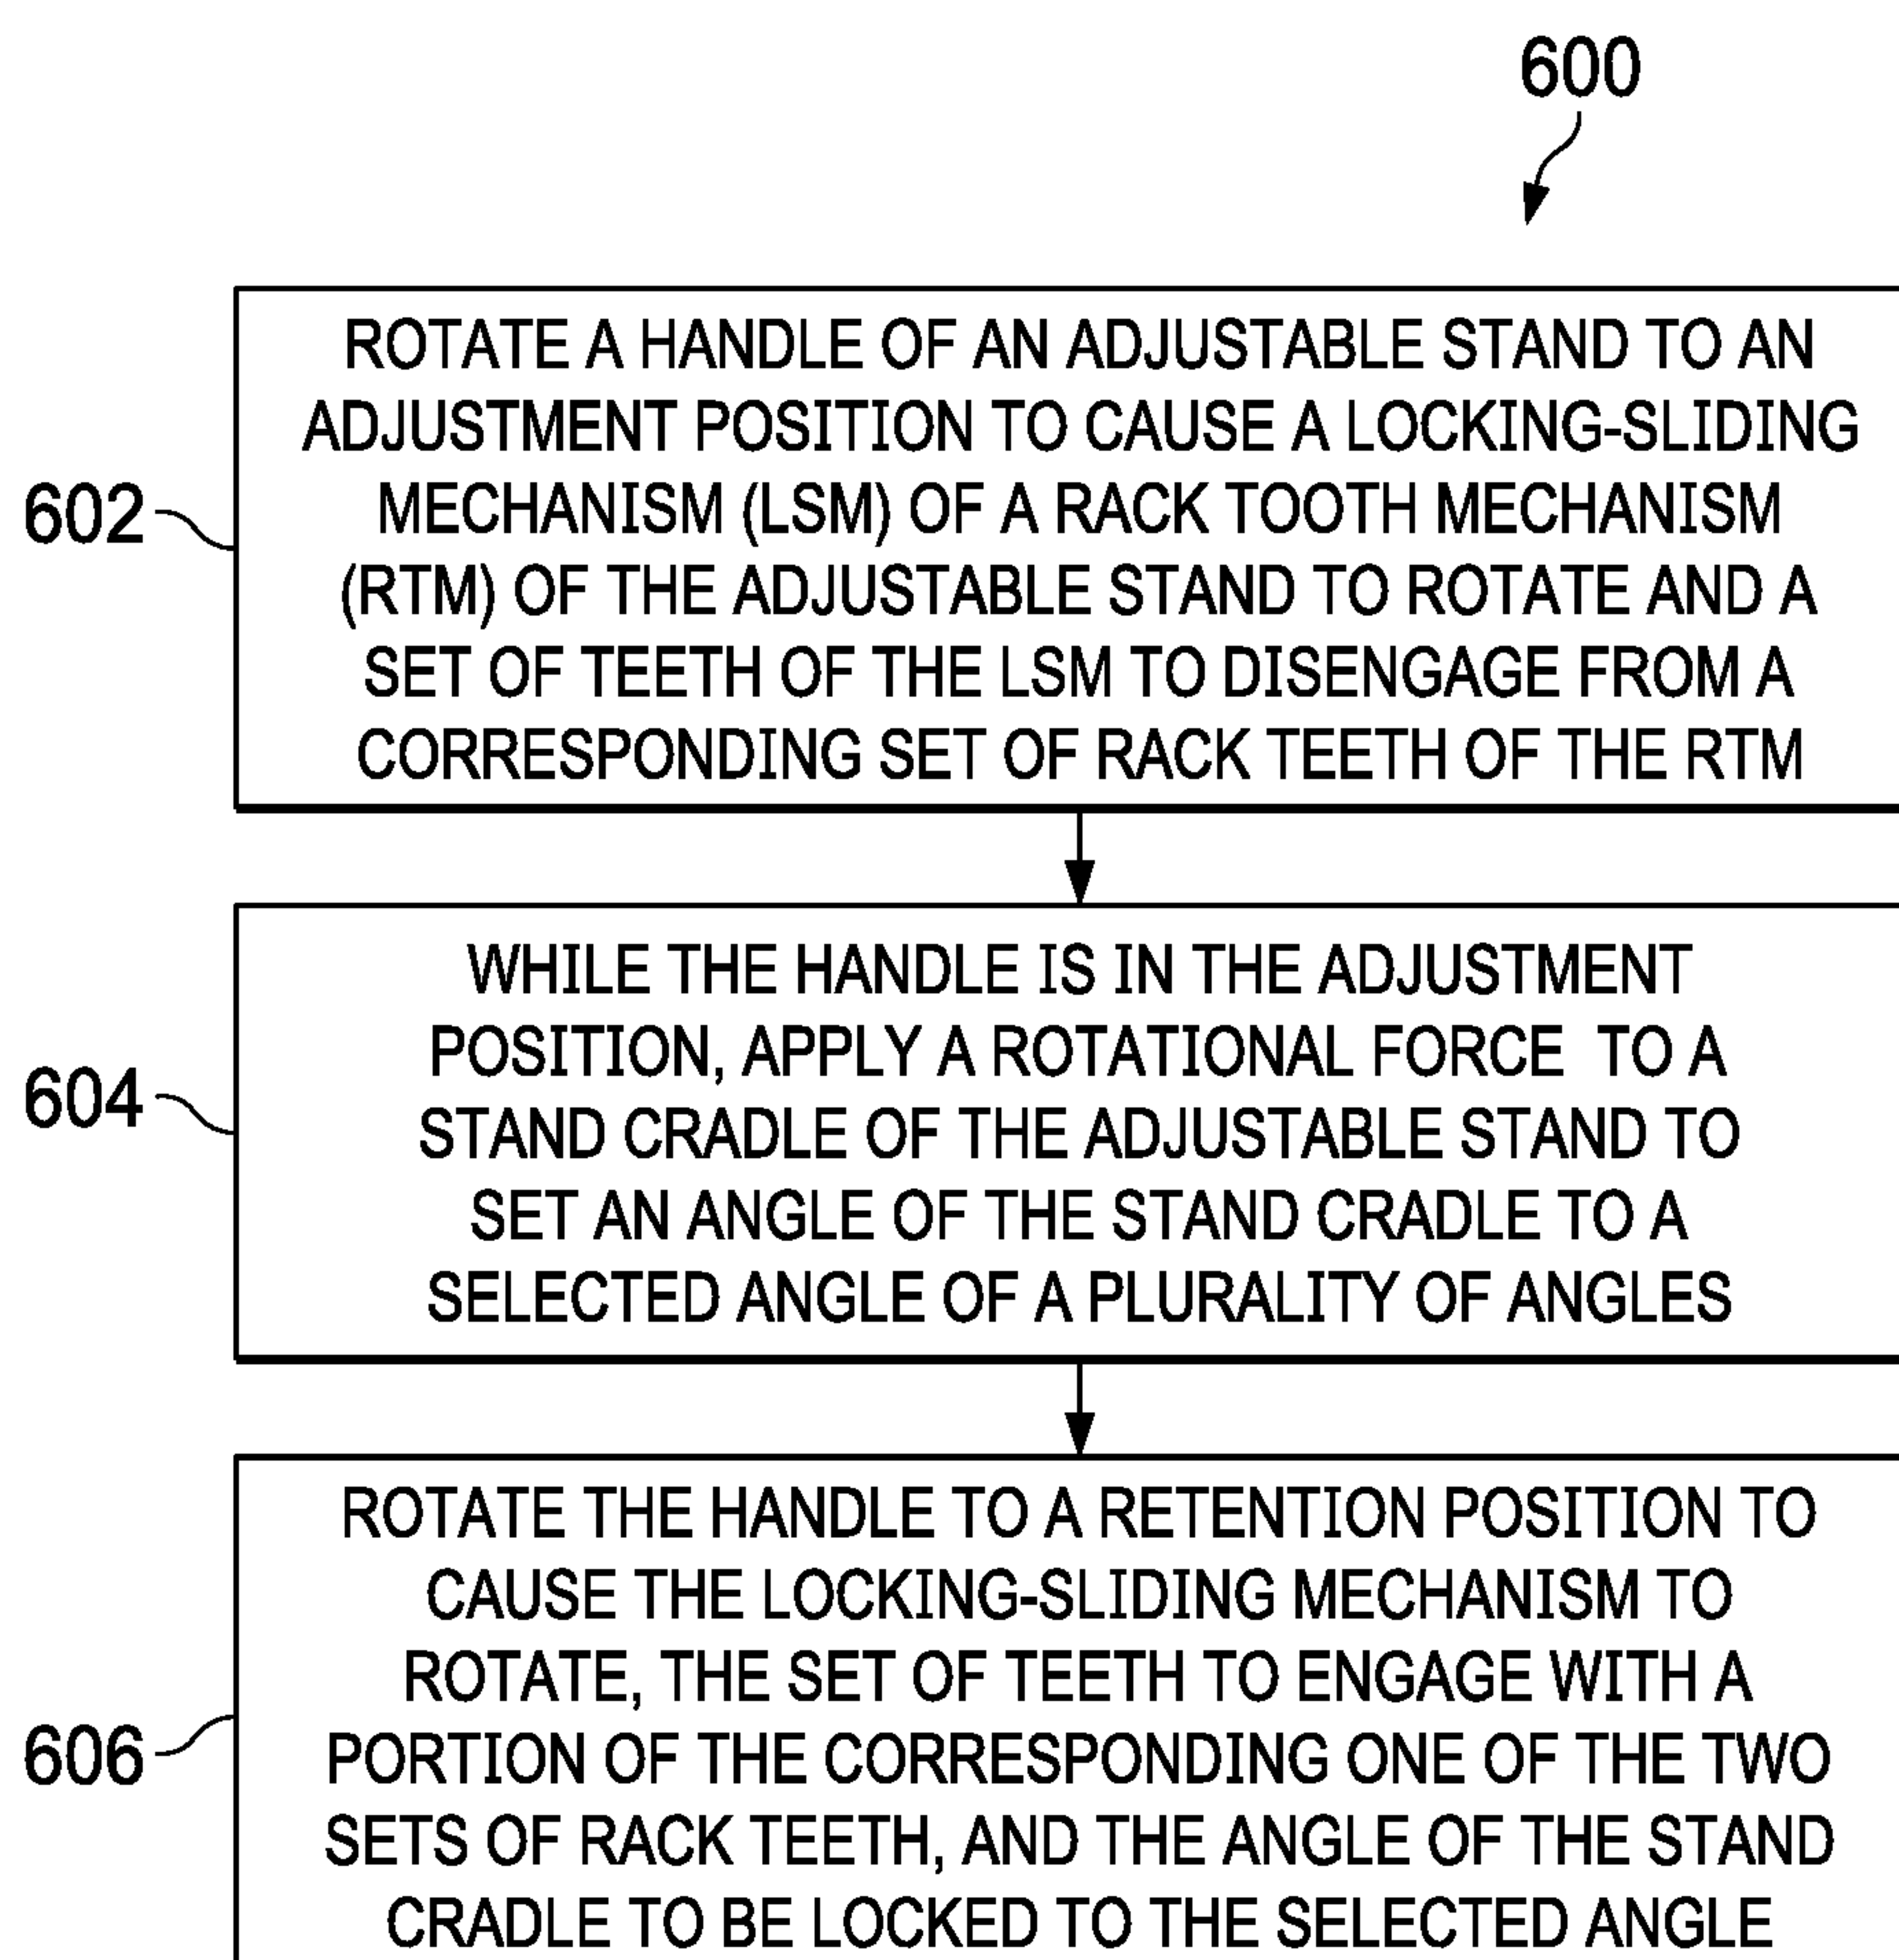 600
602
ROTATE A HANDLE OF AN ADJUSTABLE STAND TO AN
ADJUSTMENT POSITION TO CAUSE A LOCKING-SLIDING
MECHANISM (LSM) OF A RACK TOOTH MECHANISM
(RTM) OF THE ADJUSTABLE STAND TO ROTATE AND A
SET OF TEETH OF THE LSM TO DISENGAGE FROM A
CORRESPONDING SET OF RACK TEETH OF THE RTM
604
WHILE THE HANDLE IS IN THE ADJUSTMENT
POSITION, APPLY A ROTATIONAL FORCE TO A
STAND CRADLE OF THE ADJUSTABLE STAND TO
SET AN ANGLE OF THE STAND CRADLE TO A
SELECTED ANGLE OF A PLURALITY OF ANGLES
606
ROTATE THE HANDLE TO A RETENTION POSITION TO
CAUSE THE LOCKING-SLIDING MECHANISM TO
ROTATE, THE SET OF TEETH TO ENGAGE WITH A
PORTION OF THE CORRESPONDING ONE OF THE TWO
SETS OF RACK TEETH, AND THE ANGLE OF THE STAND
CRADLE TO BE LOCKED TO THE SELECTED ANGLE